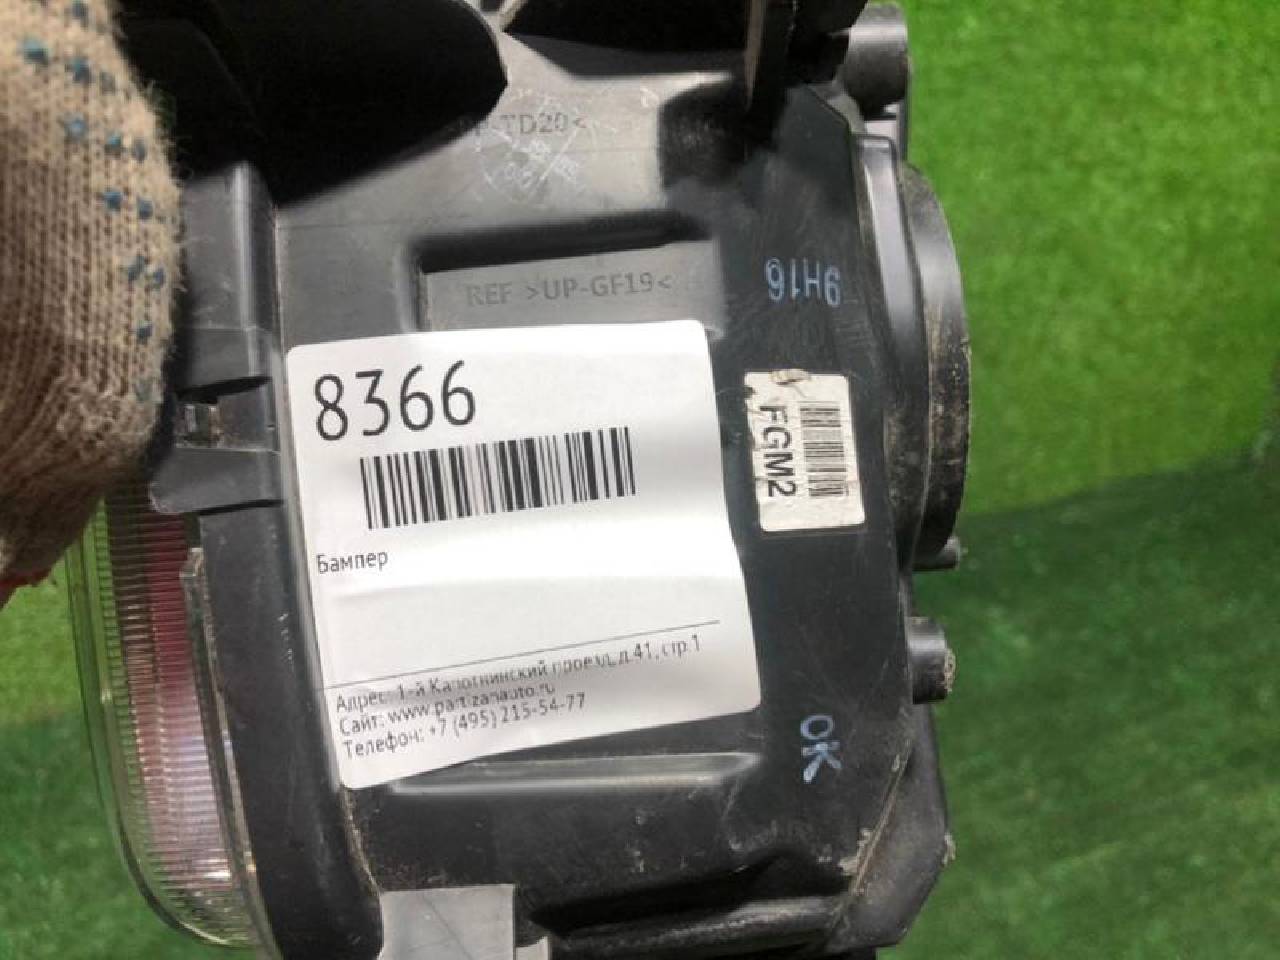 TD20<
REF >UP-GF19<
9H16
8366
FGM2
Бампер
Адрес: 1-й Капотнинский проезд, д.41, стр.1
Сайт: www.partizanauto.ru
Телефон: +7 (495) 215-54-77
OK